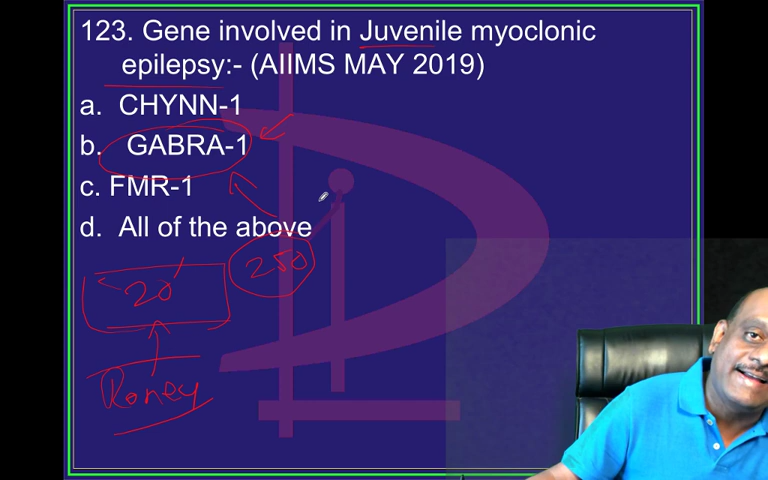 123. Gene involved in Juvenile myoclonic
epilepsy:- (AIIMS MAY 2019)
a. CHYNN-1
b. GABRA-1
c. FMR-1
d. All of the above
250
20
Roney